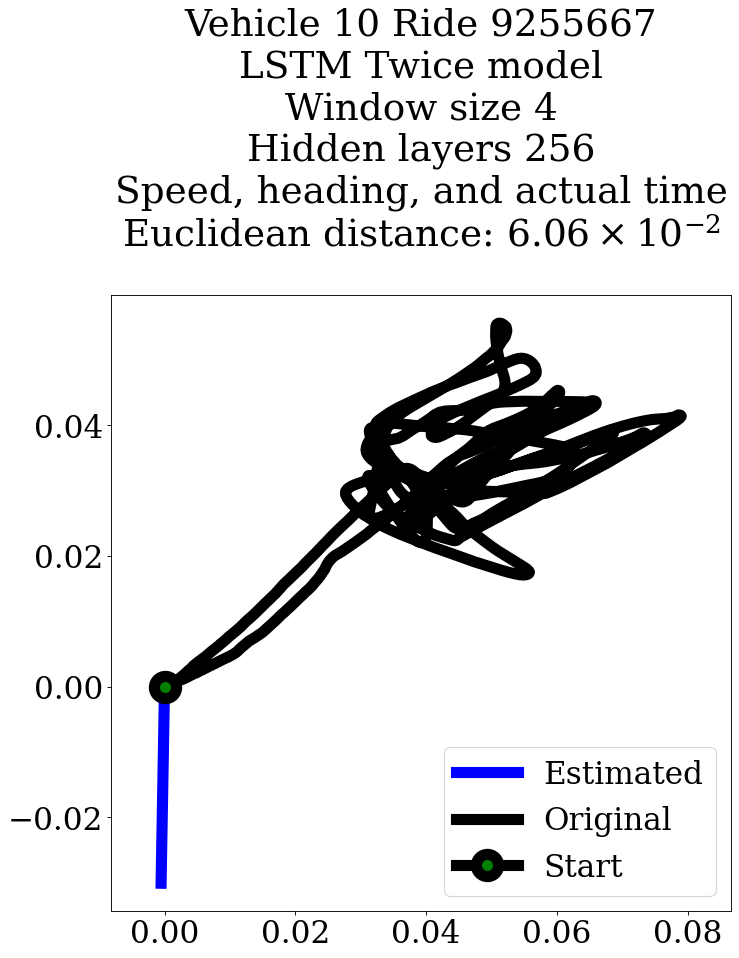 Vehicle 10 Ride 9255667
LSTM Twice model
Window size 4
Hidden layers 256
Speed, heading, and actual time
Euclidean distance: 6.06 × 10⁻²
0.04
0.02
0.00
−0.02
Estimated
Original
Start
0.00 0.02 0.04 0.06 0.08